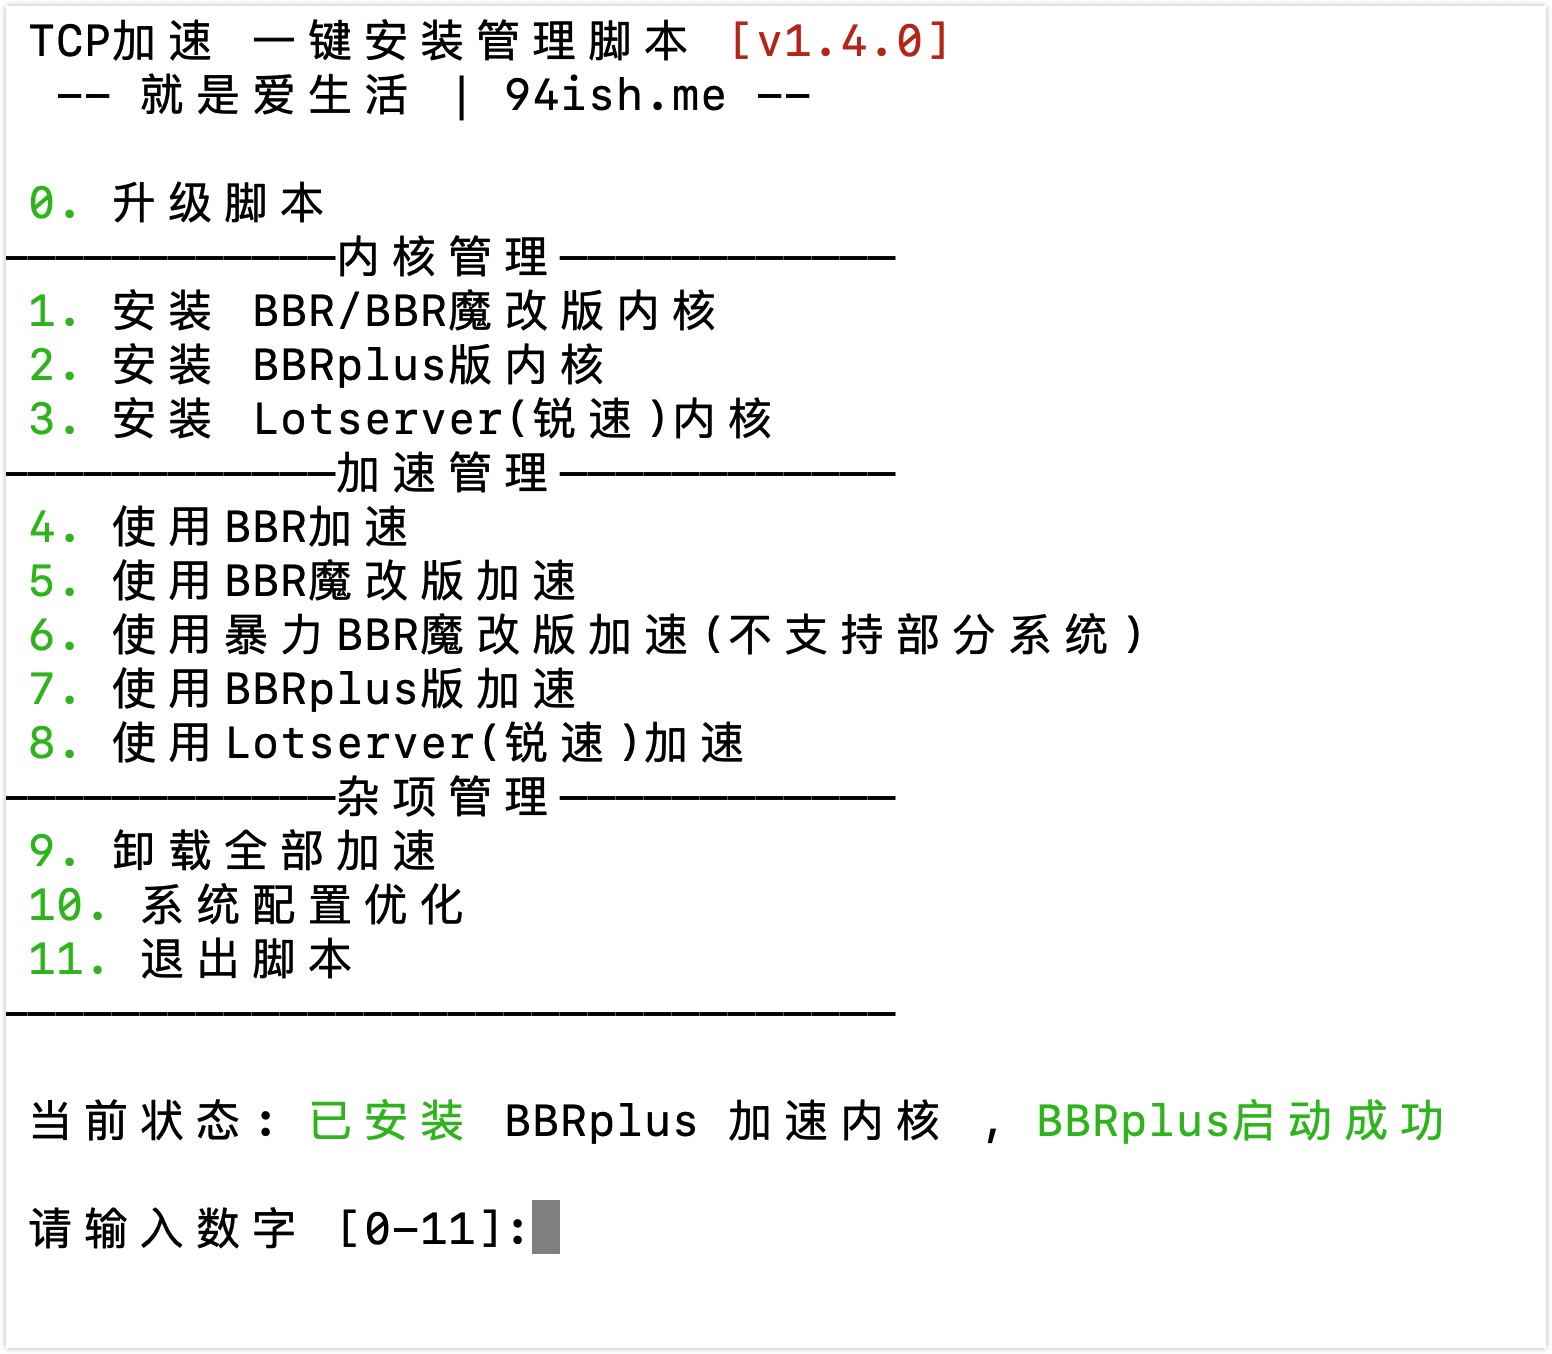 TCP加速 一键安装管理脚本 [v1.4.0]
-- 就是爱生活 | 94ish.me --
0. 升级脚本
————————————内核管理————————————
1. 安装 BBR/BBR魔改版内核
2. 安装 BBRplus版内核
3. 安装 Lotserver(锐速)内核
————————————加速管理————————————
4. 使用BBR加速
5. 使用BBR魔改版加速
6. 使用暴力BBR魔改版加速(不支持部分系统)
7. 使用BBRplus版加速
8. 使用Lotserver(锐速)加速
————————————杂项管理————————————
9. 卸载全部加速
10. 系统配置优化
11. 退出脚本
————————————————————————————————
当前状态: 已安装 BBRplus 加速内核 , BBRplus启动成功
请输入数字 [0-11]: